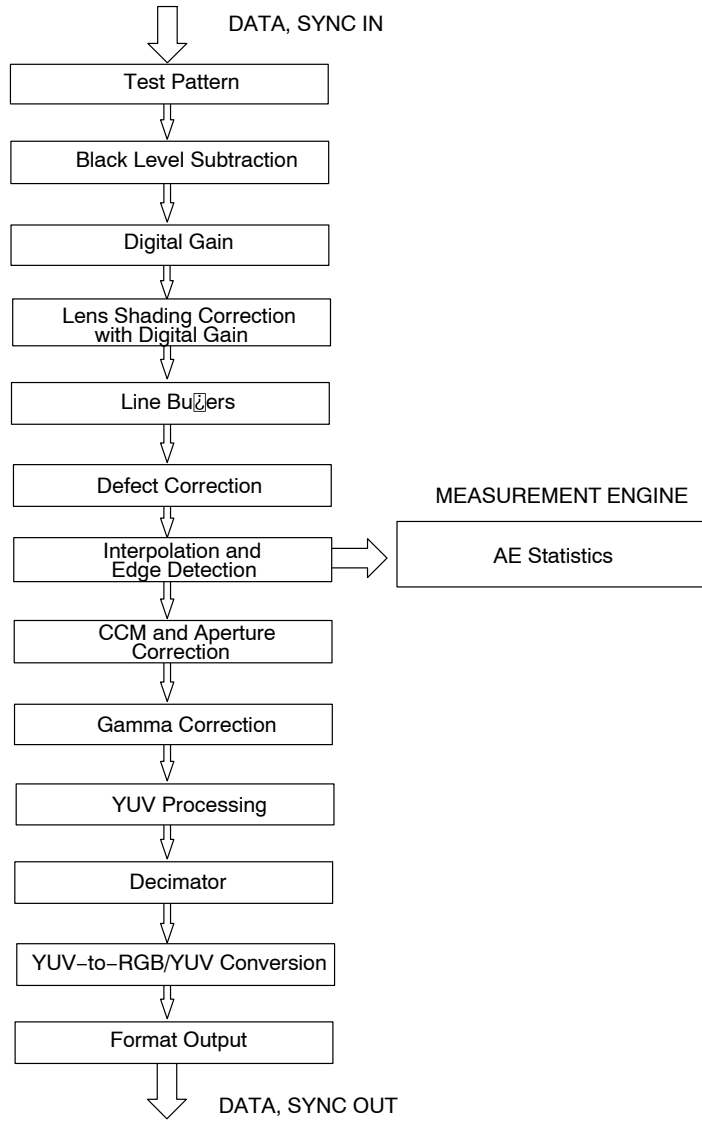 DATA, SYNC IN
Test Pattern
Black Level Subtraction
Digital Gain
Lens Shading Correction
with Digital Gain
Line Bu⍰ers
Defect Correction
MEASUREMENT ENGINE
Interpolation and
Edge Detection
AE Statistics
CCM and Aperture
Correction
Gamma Correction
YUV Processing
Decimator
YUV−to−RGB/YUV Conversion
Format Output
DATA, SYNC OUT